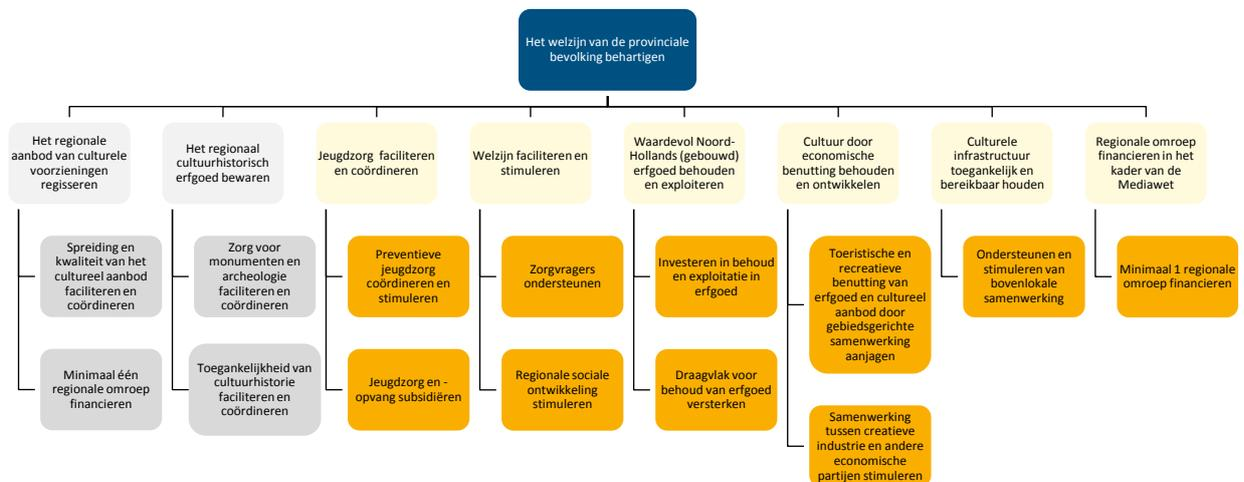 Het welzijn van de provinciale
bevolking behartigen
Het regionale
aanbod van culturele
voorzieningen
regisseren
Spreiding en
kwaliteit van het
cultureel aanbod
faciliteren en
coördineren
Minimaal één
regionale omroep
financieren
Het regionaal
cultuurhistorisch
erfgoed bewaren
Zorg voor
monumenten en
archeologie
faciliteren en
coördineren
Toegankelijkheid van
cultuurhistorie
faciliteren en
coördineren
Jeugdzorg faciliteren
en coördineren
Preventieve
jeugdzorg
coördineren en
stimuleren
Jeugdzorg en -
opvang subsidiëren
Welzijn faciliteren en
stimuleren
Zorgvragers
ondersteunen
Regionale sociale
ontwikkeling
stimuleren
Waardevol Noord-
Hollands (gebouwd)
erfgoed behouden
en exploiteren
Investeren in behoud
en exploitatie in
erfgoed
Draagvlak voor
behoud van erfgoed
versterken
Cultuur door
economische
benutting behouden
en ontwikkelen
Toeristische en
recreatieve
benutting van
erfgoed en cultureel
aanbod door
gebiedsgerichte
samenwerking
aanjagen
Samenwerking
tussen creatieve
industrie en andere
economische
partijen stimuleren
Culturele
infrastructuur
toegankelijk en
bereikbaar houden
Ondersteunen en
stimuleren van
bovenlokale
samenwerking
Regionale omroep
financieren in het
kader van de
Mediawet
Minimaal 1 regionale
omroep financieren